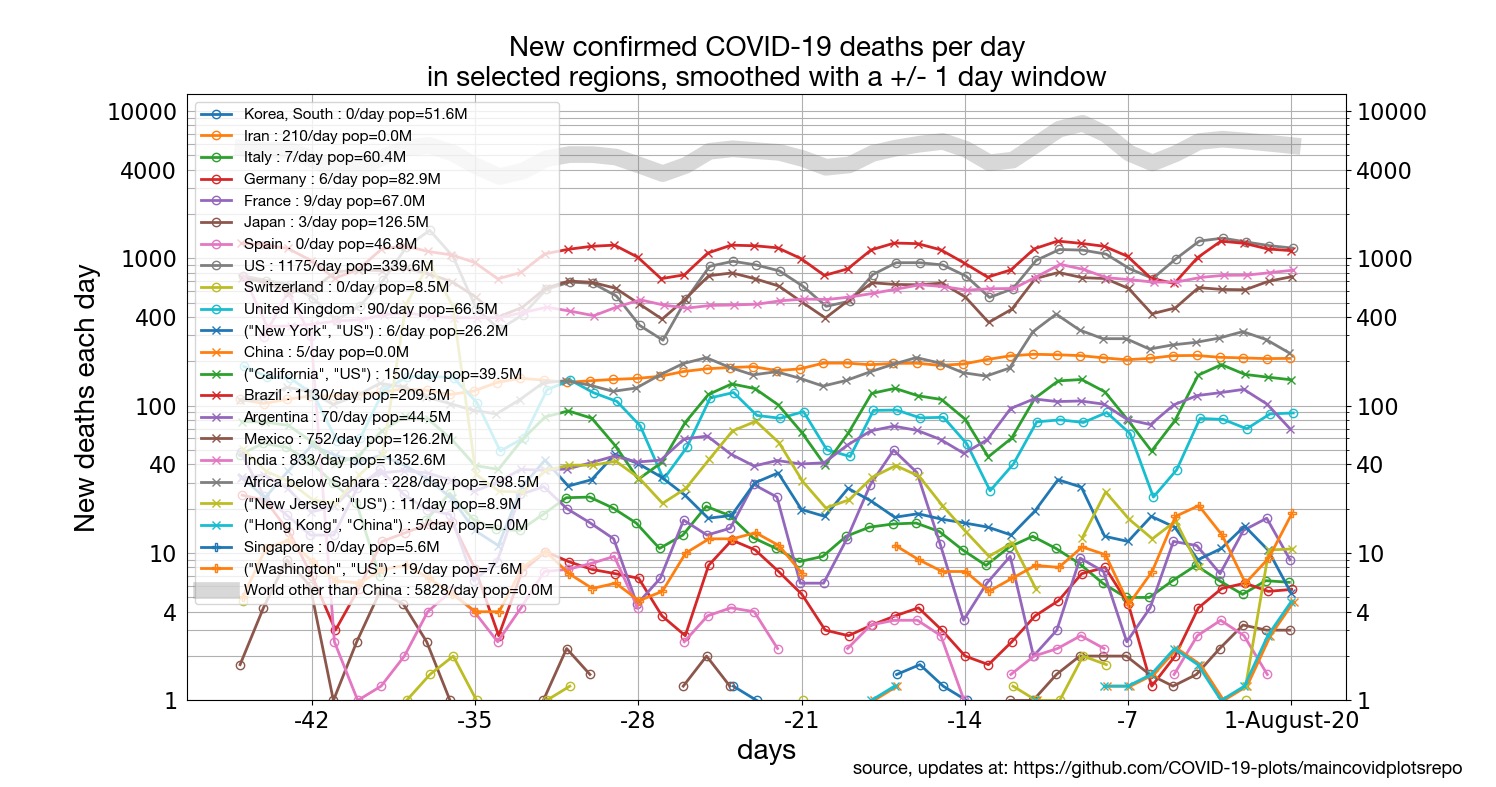 New confirmed COVID-19 deaths per day
in selected regions, smoothed with a +/- 1 day window
New deaths each day
10000
4000
1000
400
100
40
10
4
1
Korea, South : 0/day pop=51.6M
Iran : 210/day pop=0.0M
Italy : 7/day pop=60.4M
Germany : 6/day pop=82.9M
France : 9/day pop=67.0M
Japan : 3/day pop=126.5M
Spain : 0/day pop=46.8M
US : 1175/day pop=339.6M
Switzerland : 0/day pop=8.5M
United Kingdom : 90/day pop=66.5M
("New York", "US") : 6/day pop=26.2M
China : 5/day pop=0.0M
("California", "US") : 150/day pop=39.5M
Brazil : 1130/day pop=209.5M
Argentina : 70/day pop=44.5M
Mexico : 752/day pop=126.2M
India : 833/day pop=1352.6M
Africa below Sahara : 228/day pop=798.5M
("New Jersey", "US") : 11/day pop=8.9M
("Hong Kong", "China") : 5/day pop=0.0M
Singapore : 0/day pop=5.6M
("Washington", "US") : 19/day pop=7.6M
World other than China : 5828/day pop=0.0M
10000
4000
1000
400
100
40
10
4
1
-42 -35 -28 -21 -14 -7 1-August-20
days
source, updates at: https://github.com/COVID-19-plots/maincovidplotsrepo